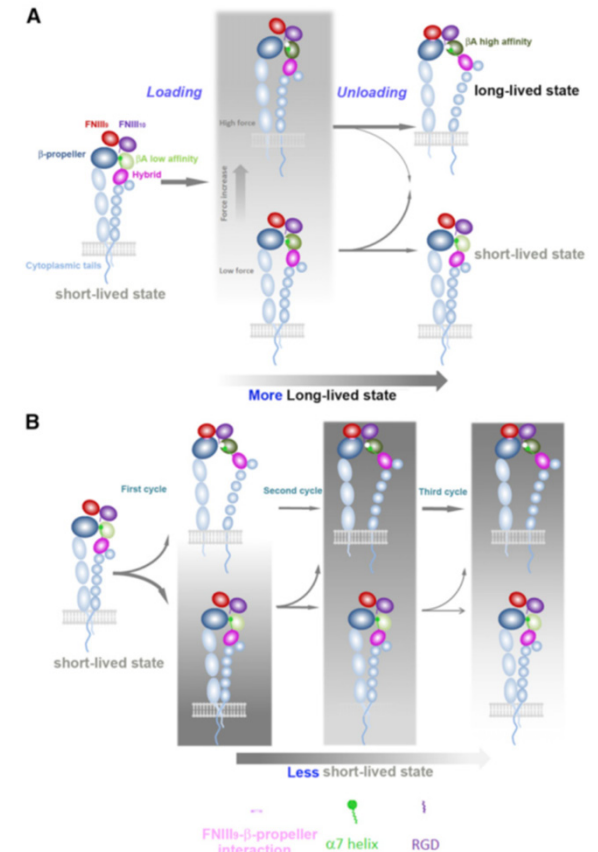 A
Loading
Unloading
βA high affinity
long-lived state
FNIII₉ FNIII₁₀
High force
β-propeller
βA low affinity
Hybrid
Force increase
Cytoplasmic tails
short-lived state
Low force
short-lived state
More Long-lived state
B
First cycle
Second cycle
Third cycle
short-lived state
Less short-lived state
FNIII₉-β-propeller
interaction
α7 helix
RGD